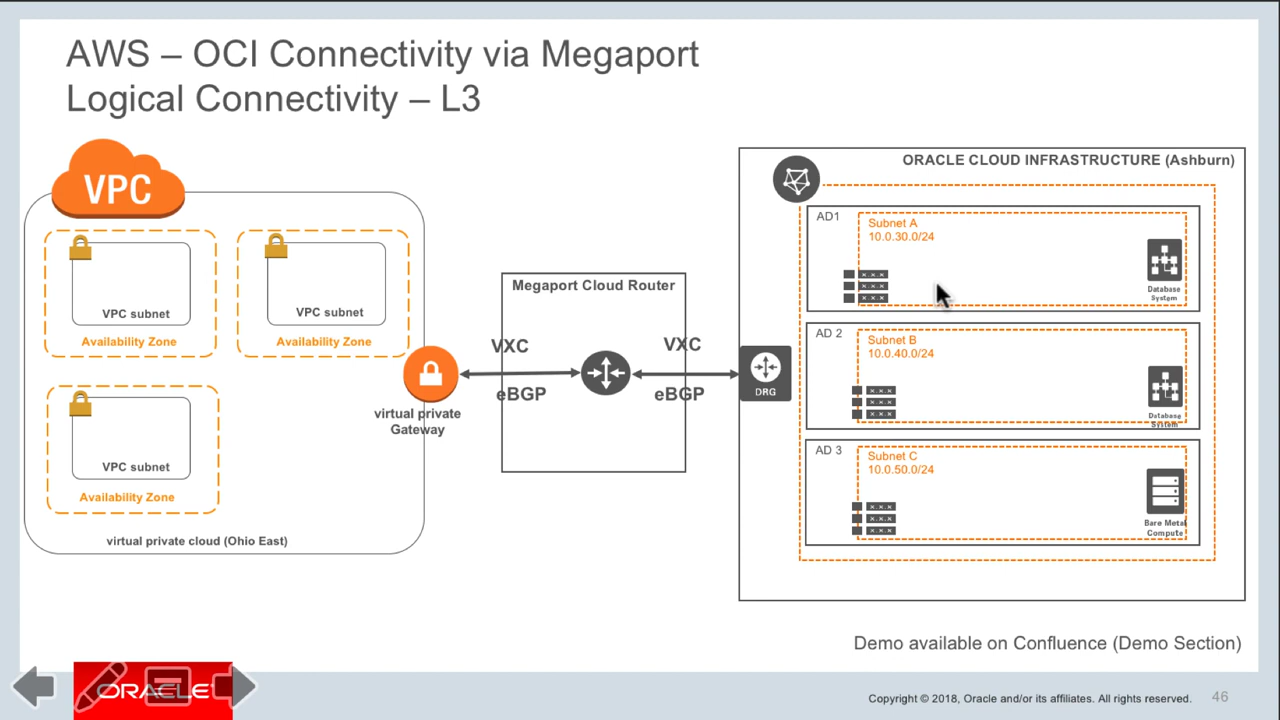 AWS – OCI Connectivity via Megaport
Logical Connectivity – L3
VPC
VPC subnet
Availability Zone
VPC subnet
Availability Zone
VPC subnet
Availability Zone
virtual private cloud (Ohio East)
virtual private
Gateway
Megaport Cloud Router
VXC
eBGP
VXC
eBGP
DRG
ORACLE CLOUD INFRASTRUCTURE (Ashburn)
AD1
Subnet A
10.0.30.0/24
Database
System
AD 2
Subnet B
10.0.40.0/24
Database
System
AD 3
Subnet C
10.0.50.0/24
Bare Metal
Compute
Demo available on Confluence (Demo Section)
ORACLE
Copyright © 2018, Oracle and/or its affiliates. All rights reserved.
46